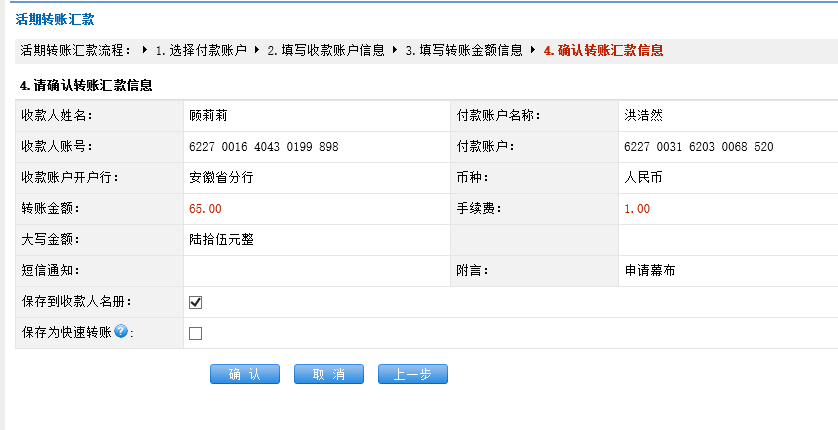 活期转账汇款
活期转账汇款流程： 1.选择付款账户 2.填写收款账户信息 3.填写转账金额信息 4.确认转账汇款信息
4.请确认转账汇款信息
收款人姓名： 顾莉莉 付款账户名称： 洪浩然
收款人账号： 6227 0016 4043 0199 898 付款账户： 6227 0031 6203 0068 520
收款账户开户行： 安徽省分行 币种： 人民币
转账金额： 65.00 手续费： 1.00
大写金额： 陆拾伍元整
短信通知： 附言： 申请幕布
保存到收款人名册：
保存为快速转账?：
确 认 取 消 上一步